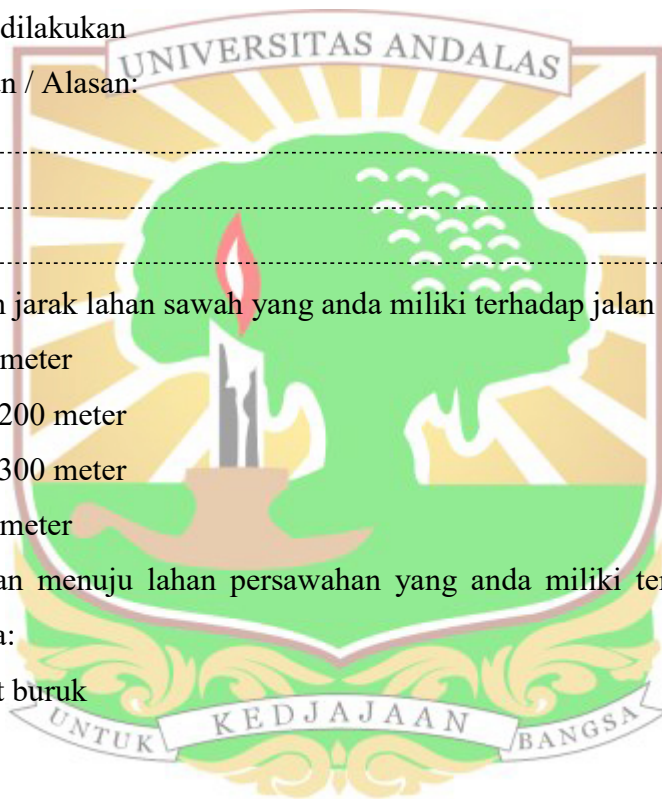 dilakukan
UNIVERSITAS ANDALAS
n / Alasan:
jarak lahan sawah yang anda miliki terhadap jalan
meter
200 meter
300 meter
meter
an menuju lahan persawahan yang anda miliki ter
a:
t buruk
UNTUK KEDJAJAAN BANGSA